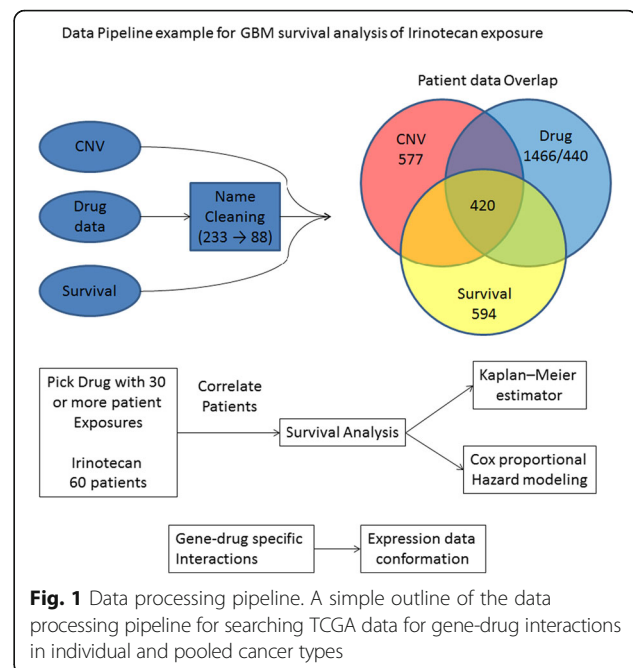 Data Pipeline example for GBM survival analysis of Irinotecan exposure
Patient data Overlap
CNV
Drug
data
Survival
Name
Cleaning
(233 → 88)
CNV
577
Drug
1466/440
420
Survival
594
Pick Drug with 30
or more patient
Exposures
Irinotecan
60 patients
Correlate
Patients
Survival Analysis
Kaplan–Meier
estimator
Cox proportional
Hazard modeling
Gene-drug specific
Interactions
Expression data
conformation
Fig. 1 Data processing pipeline. A simple outline of the data
processing pipeline for searching TCGA data for gene-drug interactions
in individual and pooled cancer types